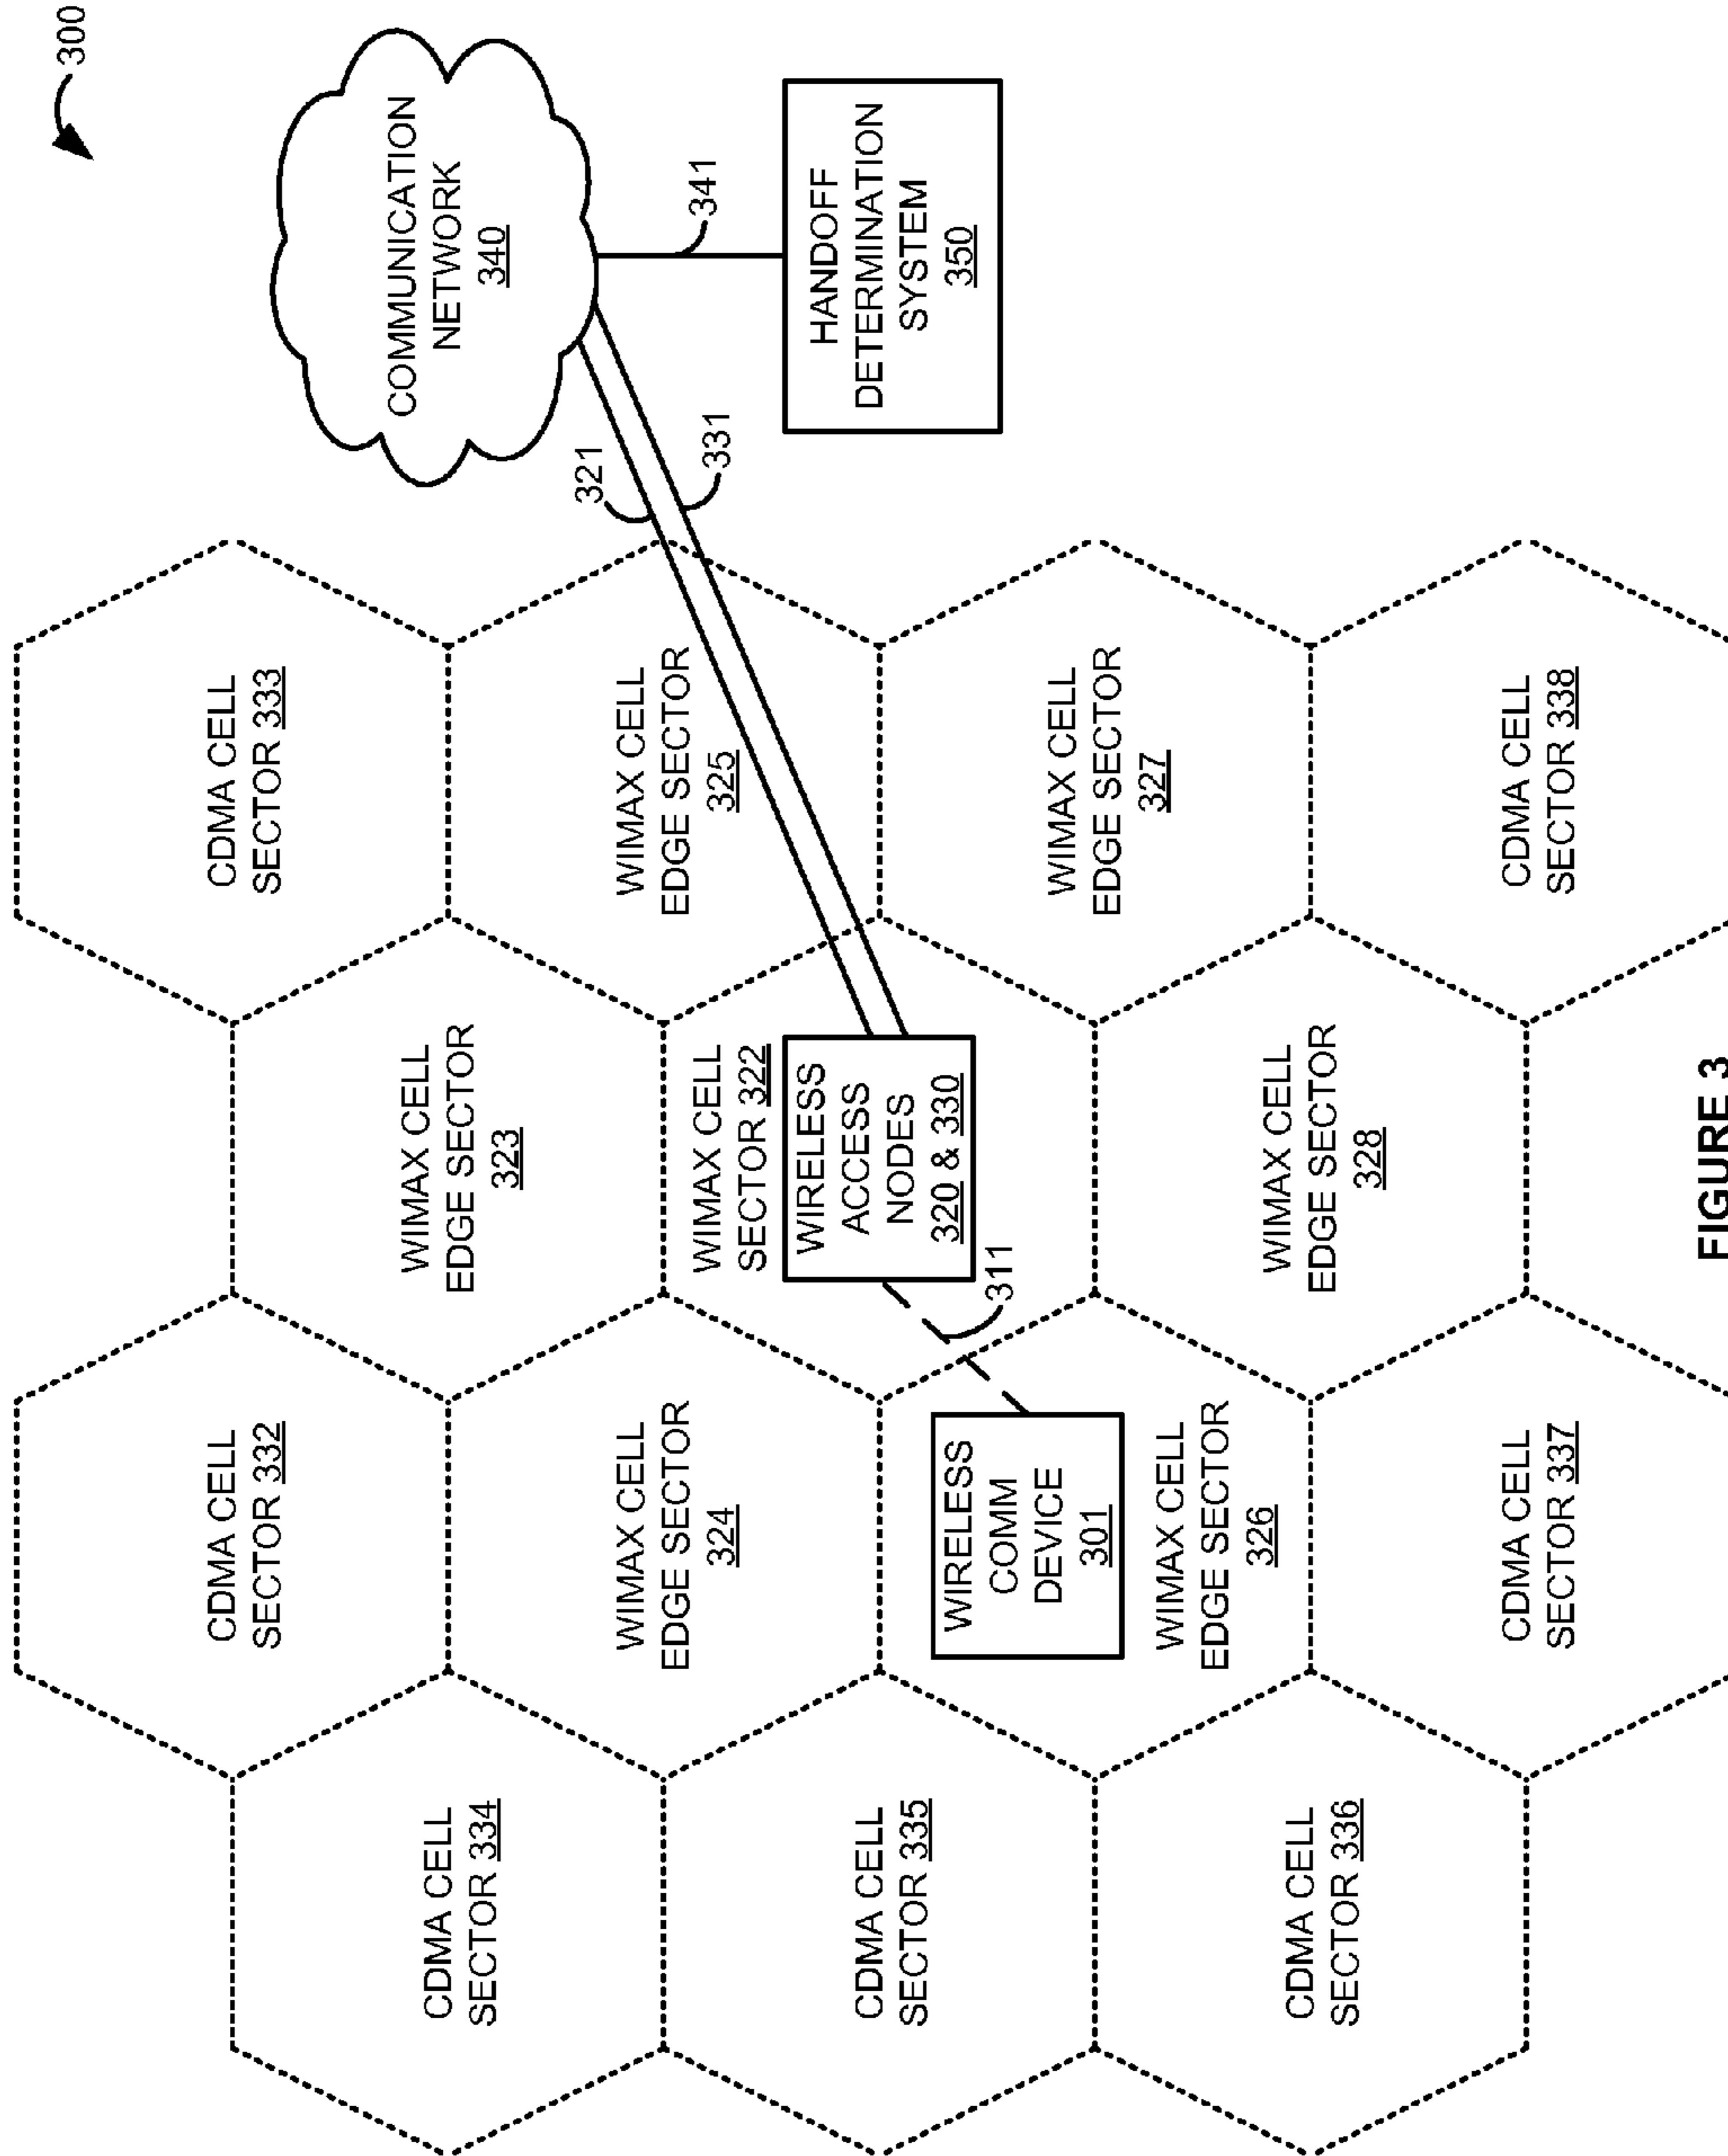 300
CDMA CELL
SECTOR 332
CDMA CELL
SECTOR 333
CDMA CELL
SECTOR 334
WIMAX CELL
EDGE SECTOR
323
COMMUNICATION
NETWORK
340
WIMAX CELL
EDGE SECTOR
324
WIMAX CELL
EDGE SECTOR
325
321
331
341
WIMAX CELL
SECTOR 322
WIRELESS
ACCESS
NODES
320 & 330
HANDOFF
DETERMINATION
SYSTEM
350
CDMA CELL
SECTOR 335
WIRELESS
COMM
DEVICE
301
311
WIMAX CELL
EDGE SECTOR
326
WIMAX CELL
EDGE SECTOR
327
CDMA CELL
SECTOR 336
WIMAX CELL
EDGE SECTOR
328
CDMA CELL
SECTOR 337
CDMA CELL
SECTOR 338
FIGURE 3